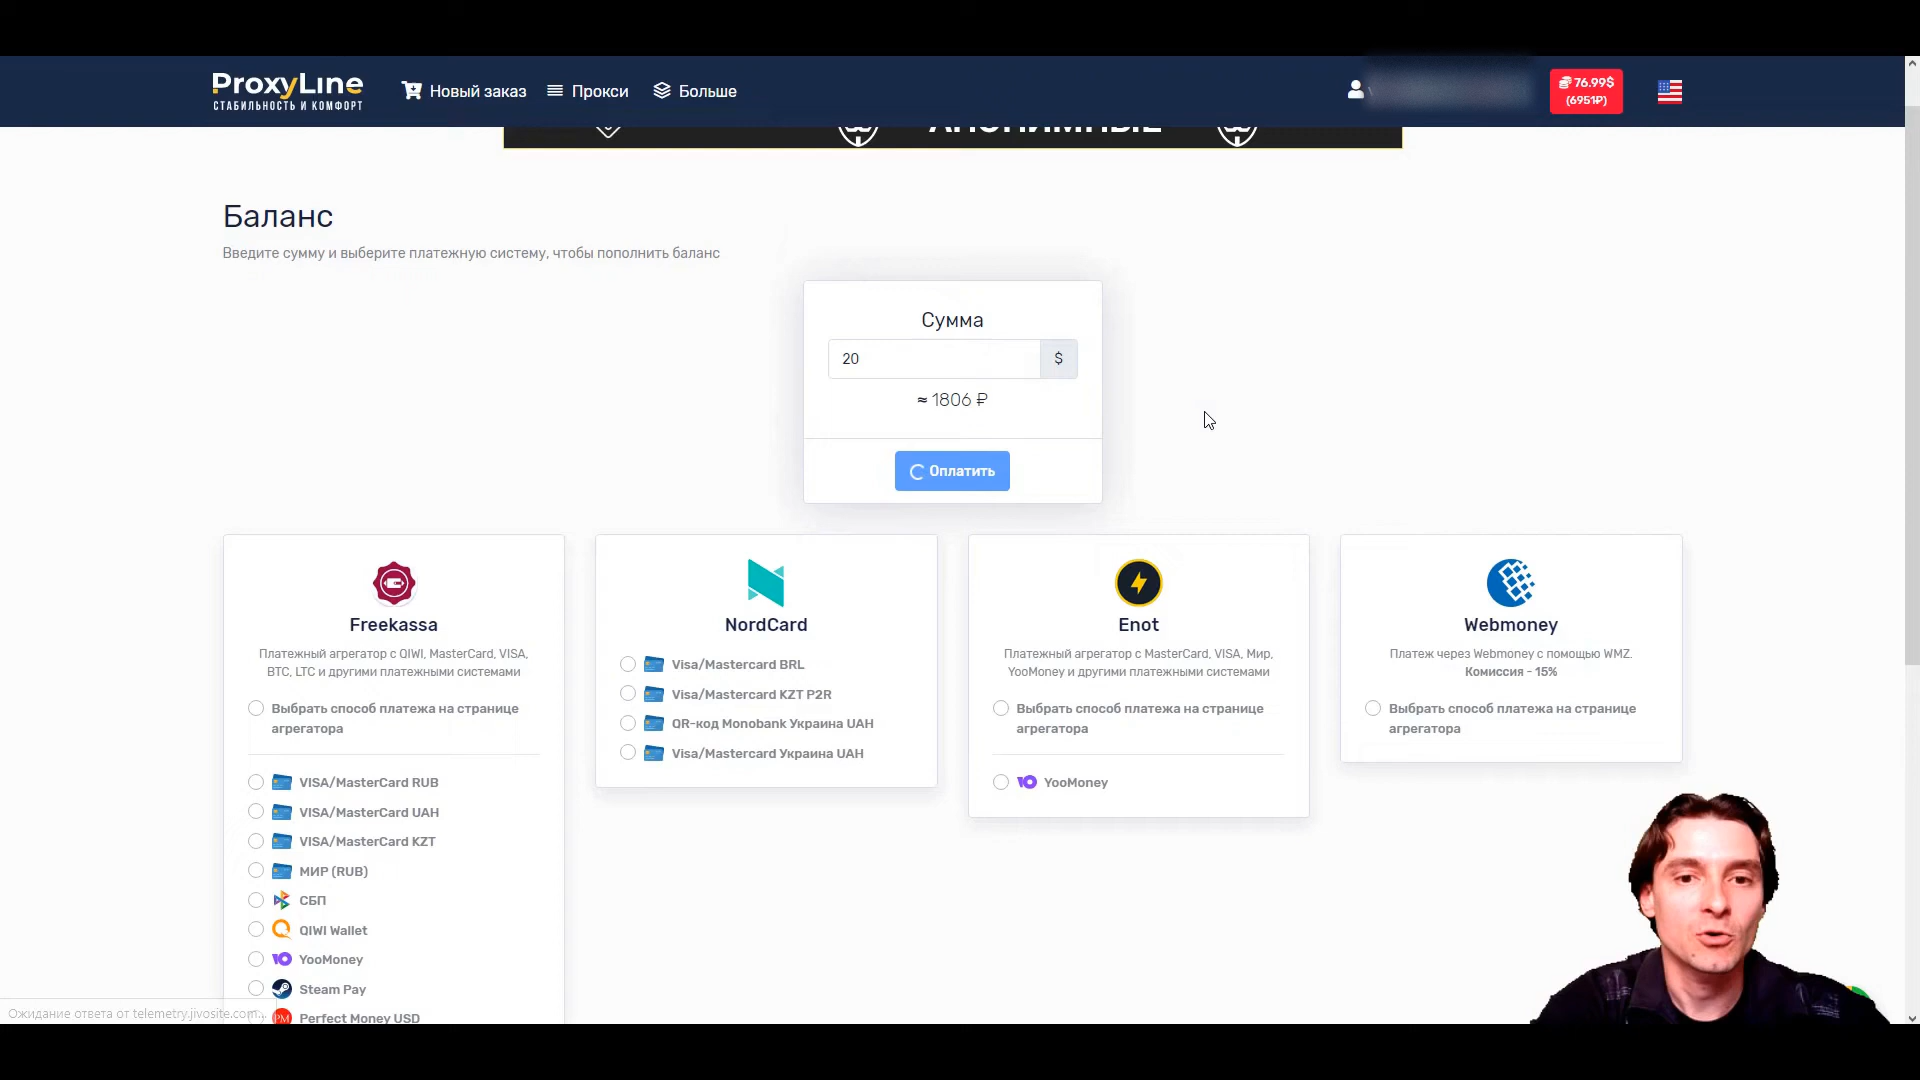 ProxyLine
СТАБИЛЬНОСТЬ И КОМФОРТ
Новый заказ
Прокси
Больше
76.99$
(6951₽)
АНОНИМНЫЕ
Баланс
Введите сумму и выберите платежную систему, чтобы пополнить баланс
Сумма
20 $
≈ 1806 ₽
Оплатить
Freekassa
Платежный агрегатор с QIWI, MasterCard, VISA,
BTC, LTC и другими платежными системами
Выбрать способ платежа на странице
агрегатора
VISA/MasterCard RUB
VISA/MasterCard UAH
VISA/MasterCard KZT
МИР (RUB)
СБП
QIWI Wallet
YooMoney
Steam Pay
PM Perfect Money USD
NordCard
Visa/Mastercard BRL
Visa/Mastercard KZT P2R
QR-код Monobank Украина UAH
Visa/Mastercard Украина UAH
Enot
Платежный агрегатор с MasterCard, VISA, Мир,
YooMoney и другими платежными системами
Выбрать способ платежа на странице
агрегатора
YooMoney
Webmoney
Платеж через Webmoney с помощью WMZ.
Комиссия - 15%
Выбрать способ платежа на странице
агрегатора
Ожидание ответа от telemetry.jivosite.com...